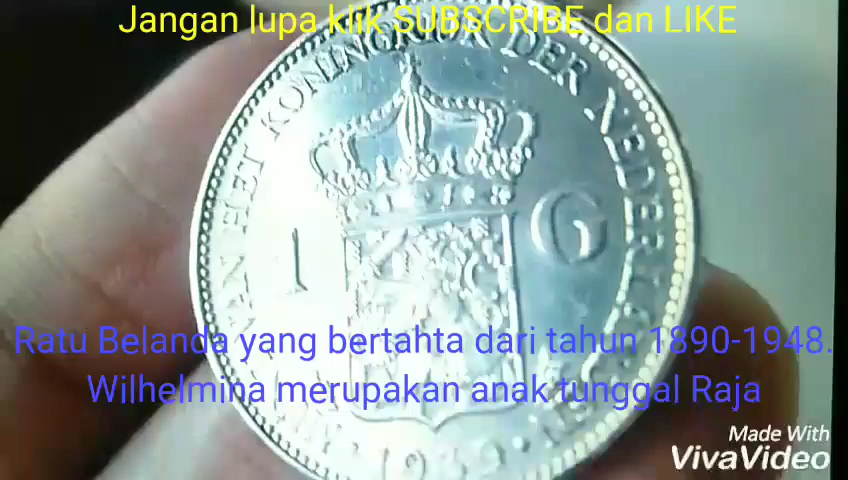 Jangan lupa klik SUBSCRIBE dan LIKE
HET KONINGRIJK DER NEDERL
1 G
Ratu Belanda yang bertahta dari tahun 1890-1948.
Wilhelmina merupakan anak tunggal Raja
Made With
VivaVideo